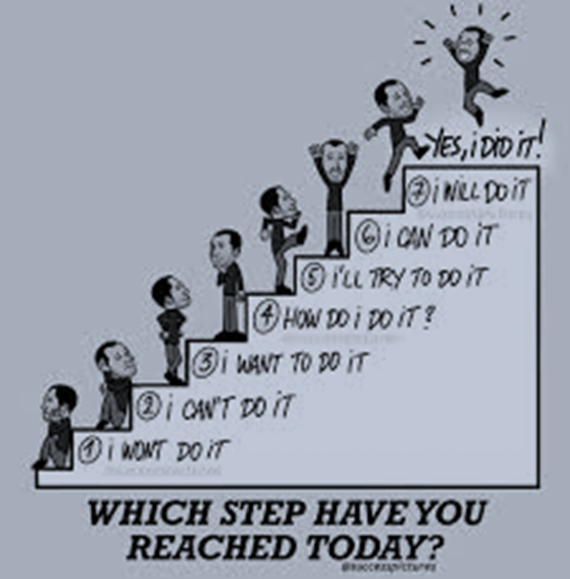 YES, i DiD iT!
7 i WiLL DO iT
6 i CAN DO iT
5 i'LL TRY TO DO iT
4 HOW DO i DO iT?
3 i WANT TO DO iT
2 i CAN'T DO iT
1 i WONT DO iT
WHICH STEP HAVE YOU
REACHED TODAY?
@successpictures